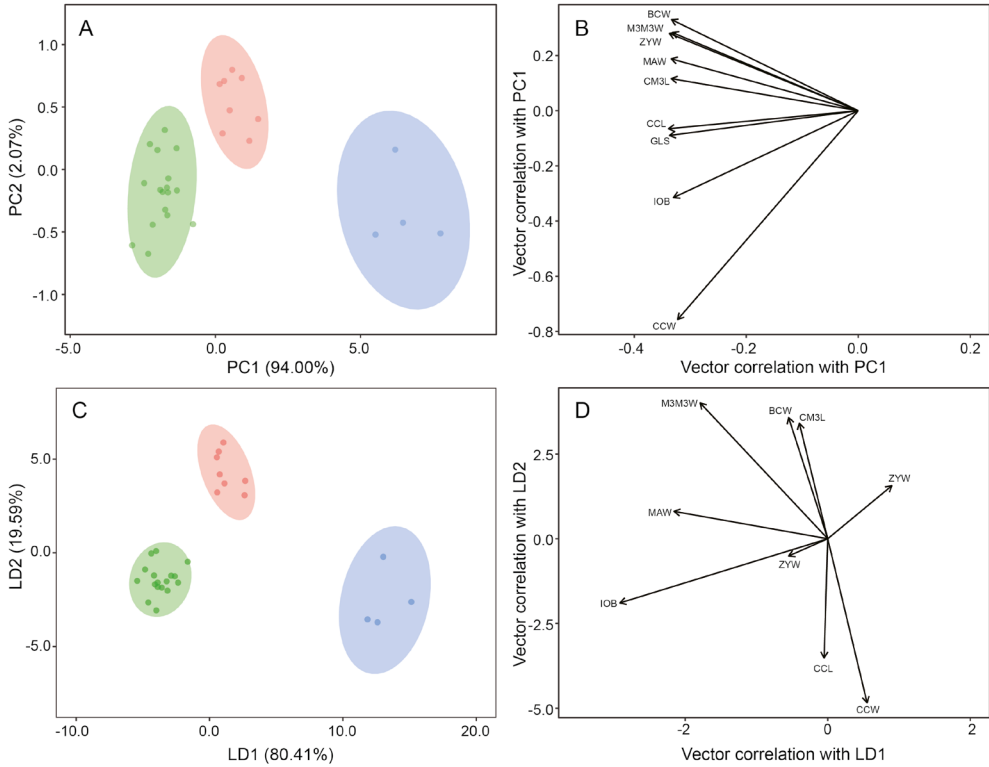 A
1.0
0.5
0.0
-0.5
-1.0
PC2 (2.07%)
-5.0
0.0
5.0
PC1 (94.00%)
B
BCW
M3M3W
ZYW
MAW
CM3L
CCL
GLS
IOB
CCW
0.2
0.0
-0.2
-0.4
-0.6
-0.8
Vector correlation with PC1
-0.4
-0.2
0.0
0.2
Vector correlation with PC1
C
5.0
0.0
-5.0
LD2 (19.59%)
-10.0
0.0
10.0
20.0
LD1 (80.41%)
D
M3M3W
BCW
CM3L
ZYW
MAW
ZYW
IOB
CCL
CCW
2.5
0.0
-2.5
-5.0
Vector correlation with LD2
-2
0
2
Vector correlation with LD1